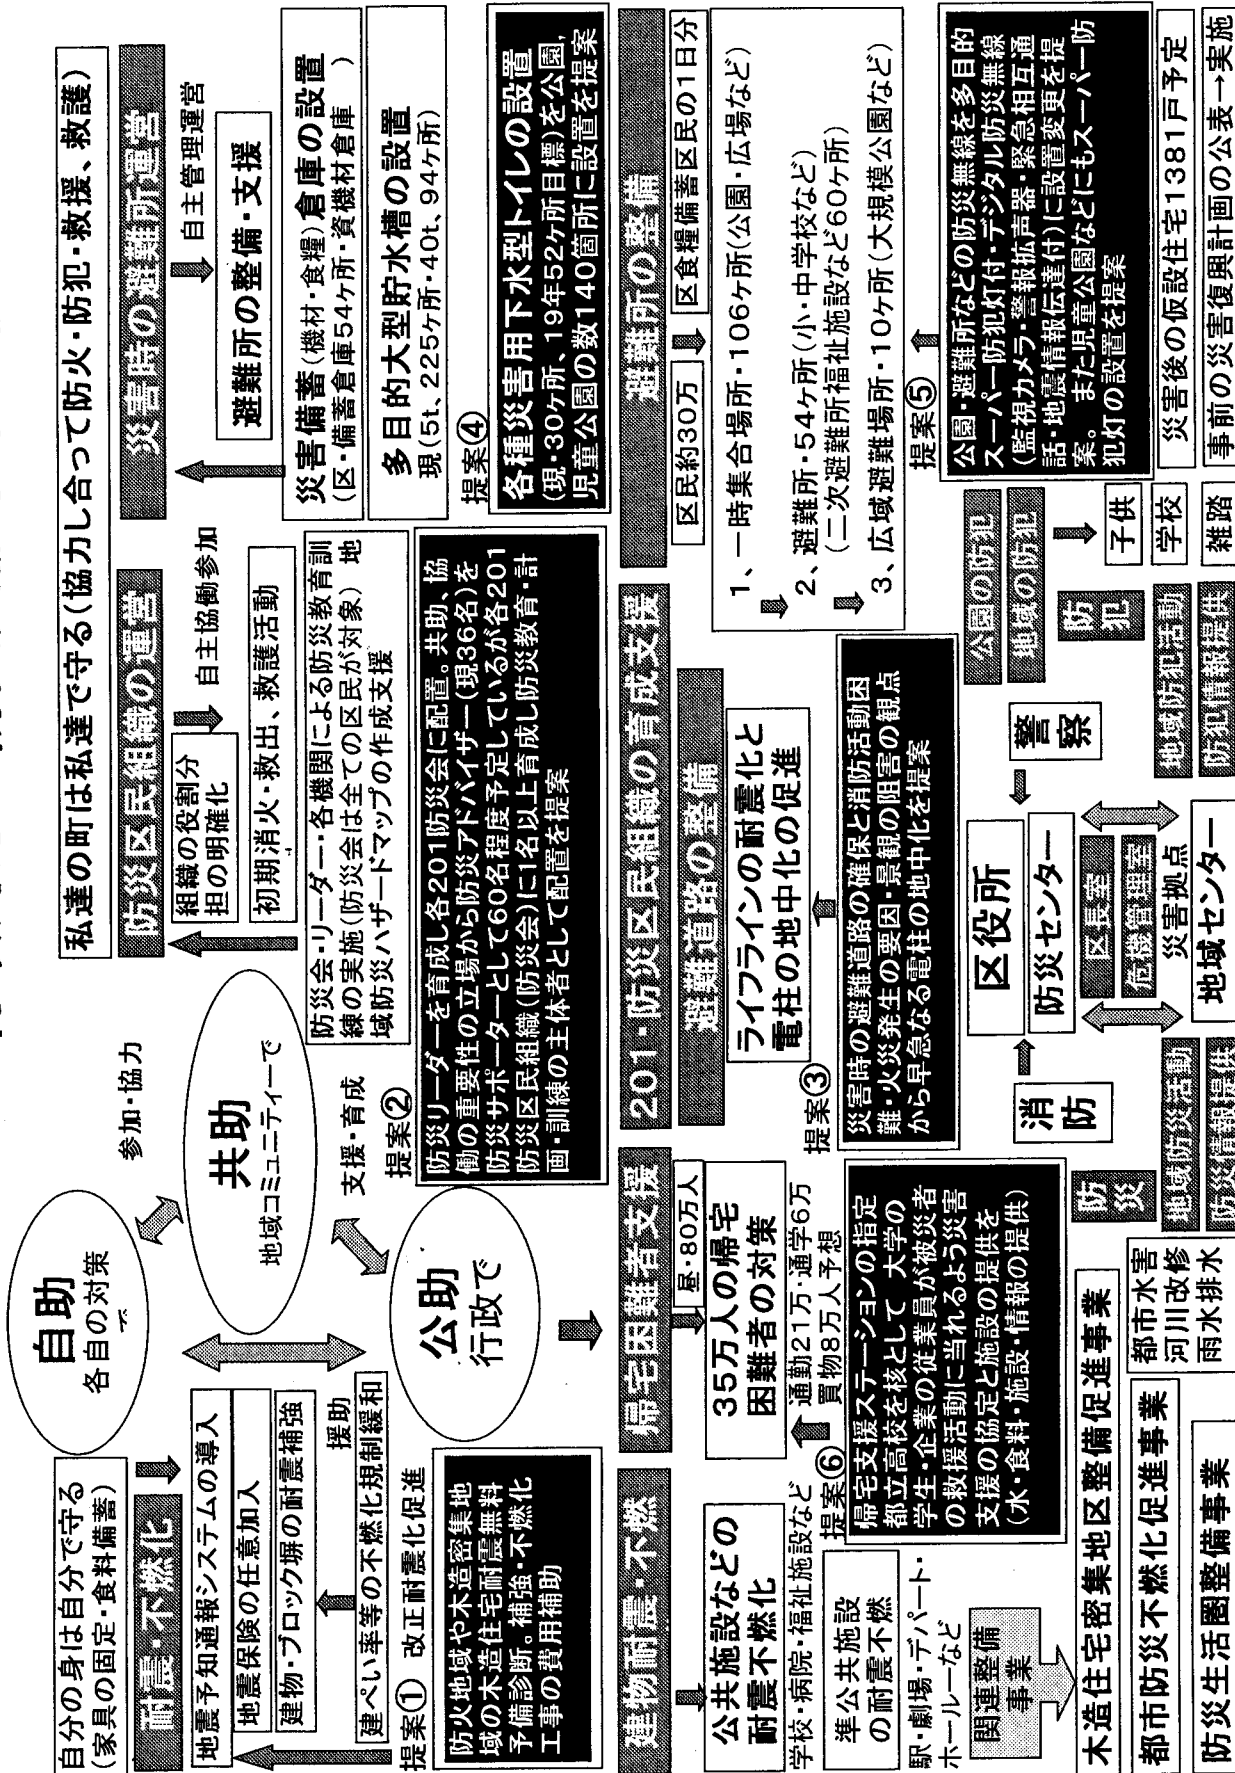 自分の身は自分で守る
(家具の固定・食料備蓄)
耐震・不燃化
地震予知通報システムの導入
地震保険の任意加入
建物・ブロック塀の耐震補強
援助
建ぺい率等の不燃化規制緩和
提案① 改正耐震化促進
防火地域や木造密集地
域の木造住宅耐震無料
予備診断。補強・不燃化
工事の費用補助
自助
各自の対策
で
参加・協力
共助
地域コミュニティーで
支援・育成
公助
行政で
私達の町は私達で守る(協力し合って防火・防犯・救援、救護)
防災区民組織の運営
組織の役割分
担の明確化
自主協働参加
初期消火・救出、救護活動
防災会・リーダー・各機関による防災教育訓
練の実施(防災会は全ての区民が対象) 地
域防災ハザードマップの作成支援
提案②
防災リーダーを育成し各201防災会に配置。共助、協
働の重要性の立場から防災アドバイザー(現36名)を
防災サポーターとして60名程度予定しているが各201
防災区民組織(防災会)に1名以上育成し防災教育・計
画・訓練の主体者として配置を提案
災害時の避難所運営
自主管理運営
避難所の整備・支援
災害備蓄(機材・食糧)倉庫の設置
(区・備蓄倉庫54ヶ所・資機材倉庫 )
多目的大型貯水槽の設置
現(5t、225ヶ所・40t、94ヶ所)
提案④
各種災害用下水型トイレの設置
(現・30ヶ所、19年52ヶ所目標)を公園,
児童公園の数140箇所に設置を提案
建物耐震・不燃
公共施設などの
耐震不燃化
学校・病院・福祉施設など
準公共施設
の耐震不燃
駅・劇場・デパート・
ホールーなど
関連整備
事業
木造住宅密集地区整備促進事業
都市防災不燃化促進事業
防災生活圏整備事業
都市水害
河川改修
雨水排水
帰宅困難者支援
昼・80万人
35万人の帰宅
困難者の対策
通勤21万・通学6万
買物8万人予想
提案⑥
帰宅支援ステーションの指定
都立高校を核として 大学の
学生・企業の従業員が被災者
の救援活動に当れるよう災害
支援の協定と施設の提供を
(水・食料・施設・情報の提供)
201・防災区民組織の育成支援
避難道路の整備
ライフラインの耐震化と
電柱の地中化の促進
提案③
災害時の避難道路の確保と消防活動困
難・火災発生の要因・景観の阻害の観点
から早急なる電柱の地中化を提案
避難所の整備
区民約30万
区食糧備蓄区民の1日分
1、一時集合場所・106ヶ所(公園・広場など)
2、避難所・54ヶ所(小・中学校など)
(二次避難所福祉施設など60ヶ所)
3、広域避難場所・10ヶ所(大規模公園など)
提案⑤
公園・避難所などの防災無線を多目的
スーパー防犯灯付・デジタル防災無線
(監視カメラ・警報拡声器・緊急相互通
話・地震情報伝達付)に設置変更を提
案。 また児童公園などにもスーパー防
犯灯の設置を提案
防災
地域防災活動
防災情報提供
消防
区役所
防災センター
区長室
危機管理室
災害拠点
地域センター
警察
公園の防犯
地域の防犯
防犯
地域防犯活動
防犯情報提供
子供
学校
雑踏
災害後の仮設住宅1381戸予定
事前の災害復興計画の公表→実施